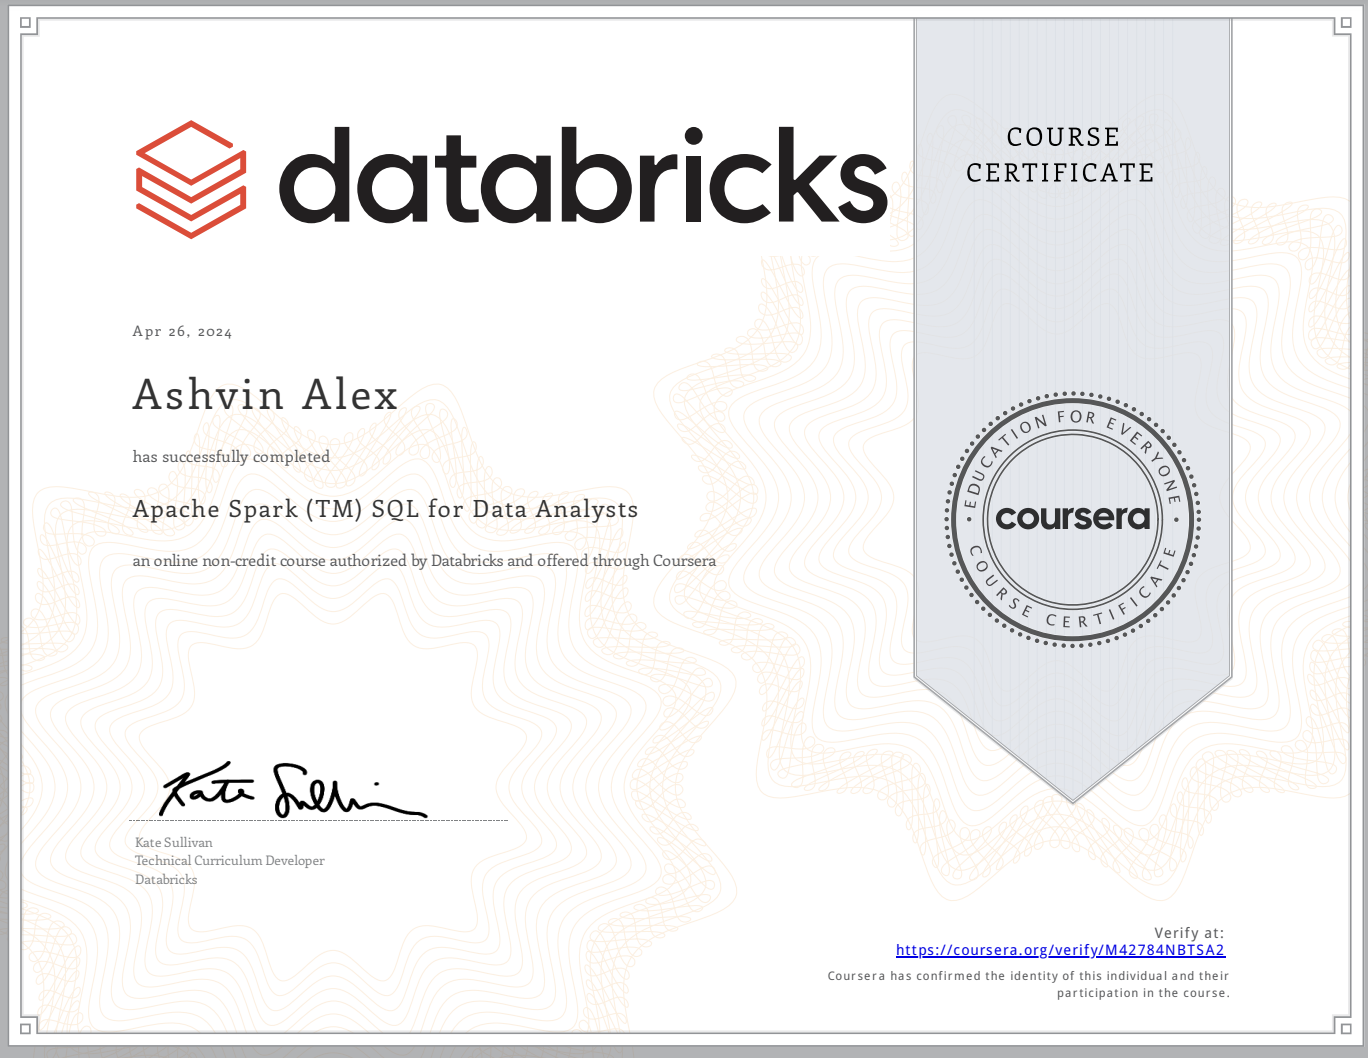 databricks
COURSE
CERTIFICATE
Apr 26, 2024
Ashvin Alex
has successfully completed
Apache Spark (TM) SQL for Data Analysts
an online non-credit course authorized by Databricks and offered through Coursera
EDUCATION FOR EVERYONE
coursera
COURSE CERTIFICATE
Kate Sullivan
Kate Sullivan
Technical Curriculum Developer
Databricks
Verify at:
https://coursera.org/verify/M42784NBTSA2
Coursera has confirmed the identity of this individual and their
participation in the course.